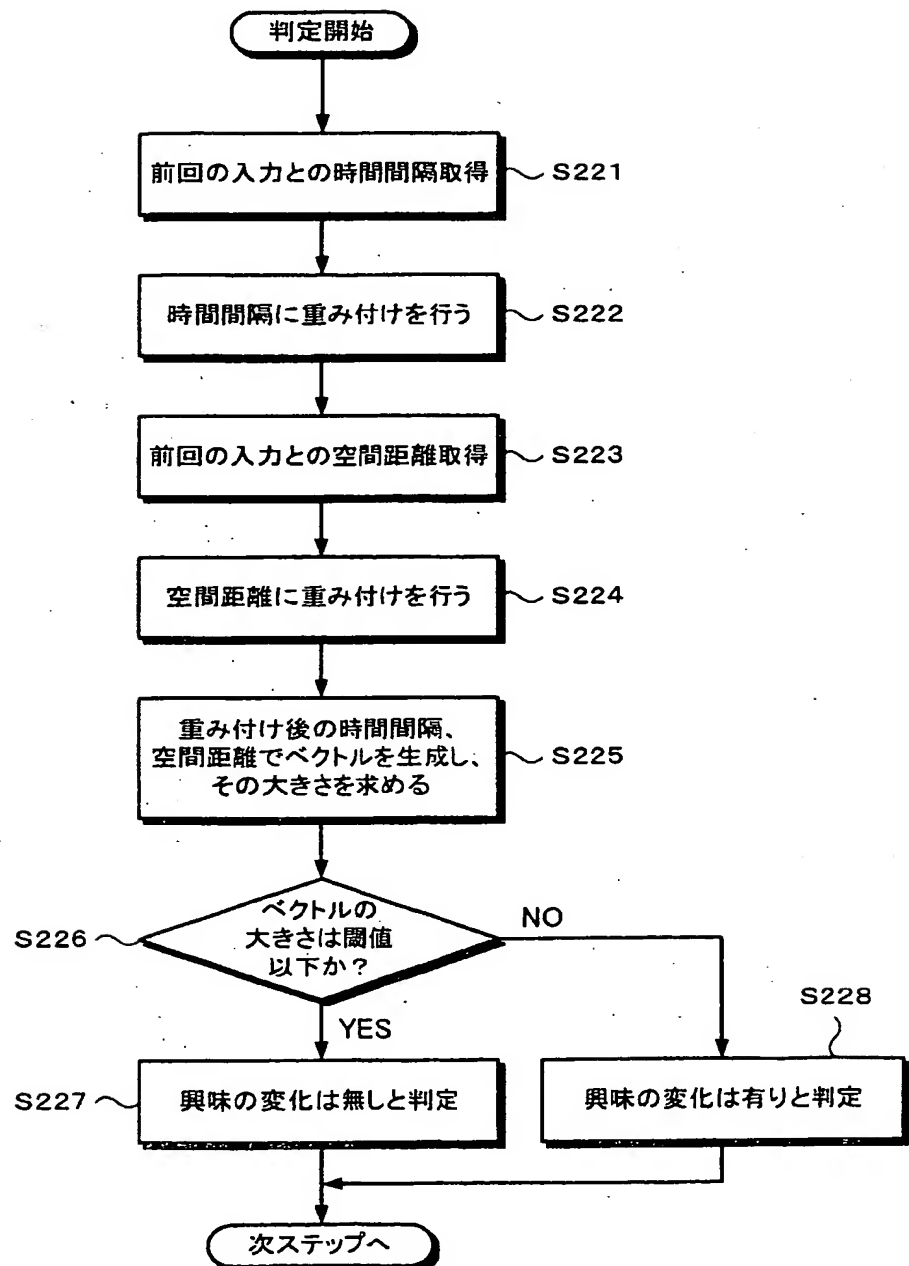 判定開始
前回の入力との時間間隔取得
S221
時間間隔に重み付けを行う
S222
前回の入力との空間距離取得
S223
空間距離に重み付けを行う
S224
重み付け後の時間間隔、
空間距離でベクトルを生成し、
その大きさを求める
S225
ベクトルの
大きさは閾値
以下か？
S226
NO
YES
S228
S227
興味の変化は無しと判定
興味の変化は有りと判定
次ステップへ